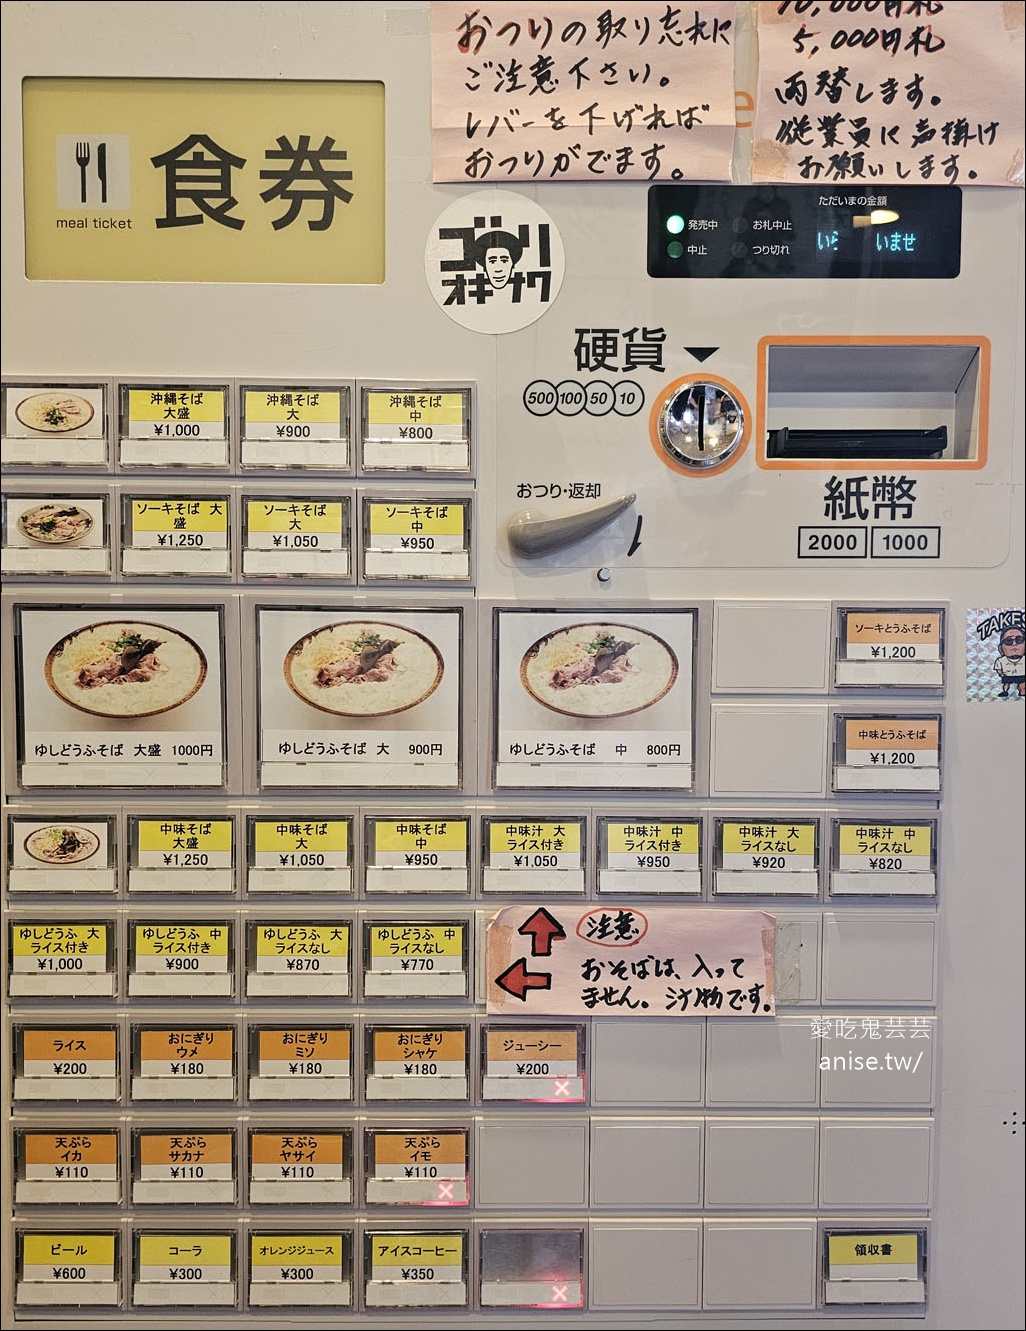 おつりの取り忘れに
ご注意下さい。
レバーを下げれば
おつりがでます。
10,000円札
5,000円札
両替します。
従業員に声掛け
お願いします。
食券
meal ticket
ゴリ
オキナワ
ただいまの金額
発売中
お札中止
中止
つり切れ
いら
いませ
硬貨
500 100 50 10
おつり・返却
紙幣
2000 1000
沖縄そば
大盛
¥1,000
沖縄そば
大
¥900
沖縄そば
中
¥800
ソーキそば 大
盛
¥1,250
ソーキそば
大
¥1,050
ソーキそば
中
¥950
ゆしどうふそば 大盛 1000円
ゆしどうふそば 大 900円
ゆしどうふそば 中 800円
ソーキとうふそば
¥1,200
中味とうふそば
¥1,200
TAKES
中味そば
大盛
¥1,250
中味そば
大
¥1,050
中味そば
中
¥950
中味汁 大
ライス付き
¥1,050
中味汁 中
ライス付き
¥950
中味汁 大
ライスなし
¥920
中味汁 中
ライスなし
¥820
ゆしどうふ 大
ライス付き
¥1,000
ゆしどうふ 中
ライス付き
¥900
ゆしどうふ 大
ライスなし
¥870
ゆしどうふ 中
ライスなし
¥770
注意
おそばは、入って
ません。汁物です。
ライス
¥200
おにぎり
ウメ
¥180
おにぎり
ミソ
¥180
おにぎり
シャケ
¥180
ジューシー
¥200
愛吃鬼芸芸
anise.tw/
天ぷら
イカ
¥110
天ぷら
サカナ
¥110
天ぷら
ヤサイ
¥110
天ぷら
イモ
¥110
ビール
¥600
コーラ
¥300
オレンジジュース
¥300
アイスコーヒー
¥350
領収書